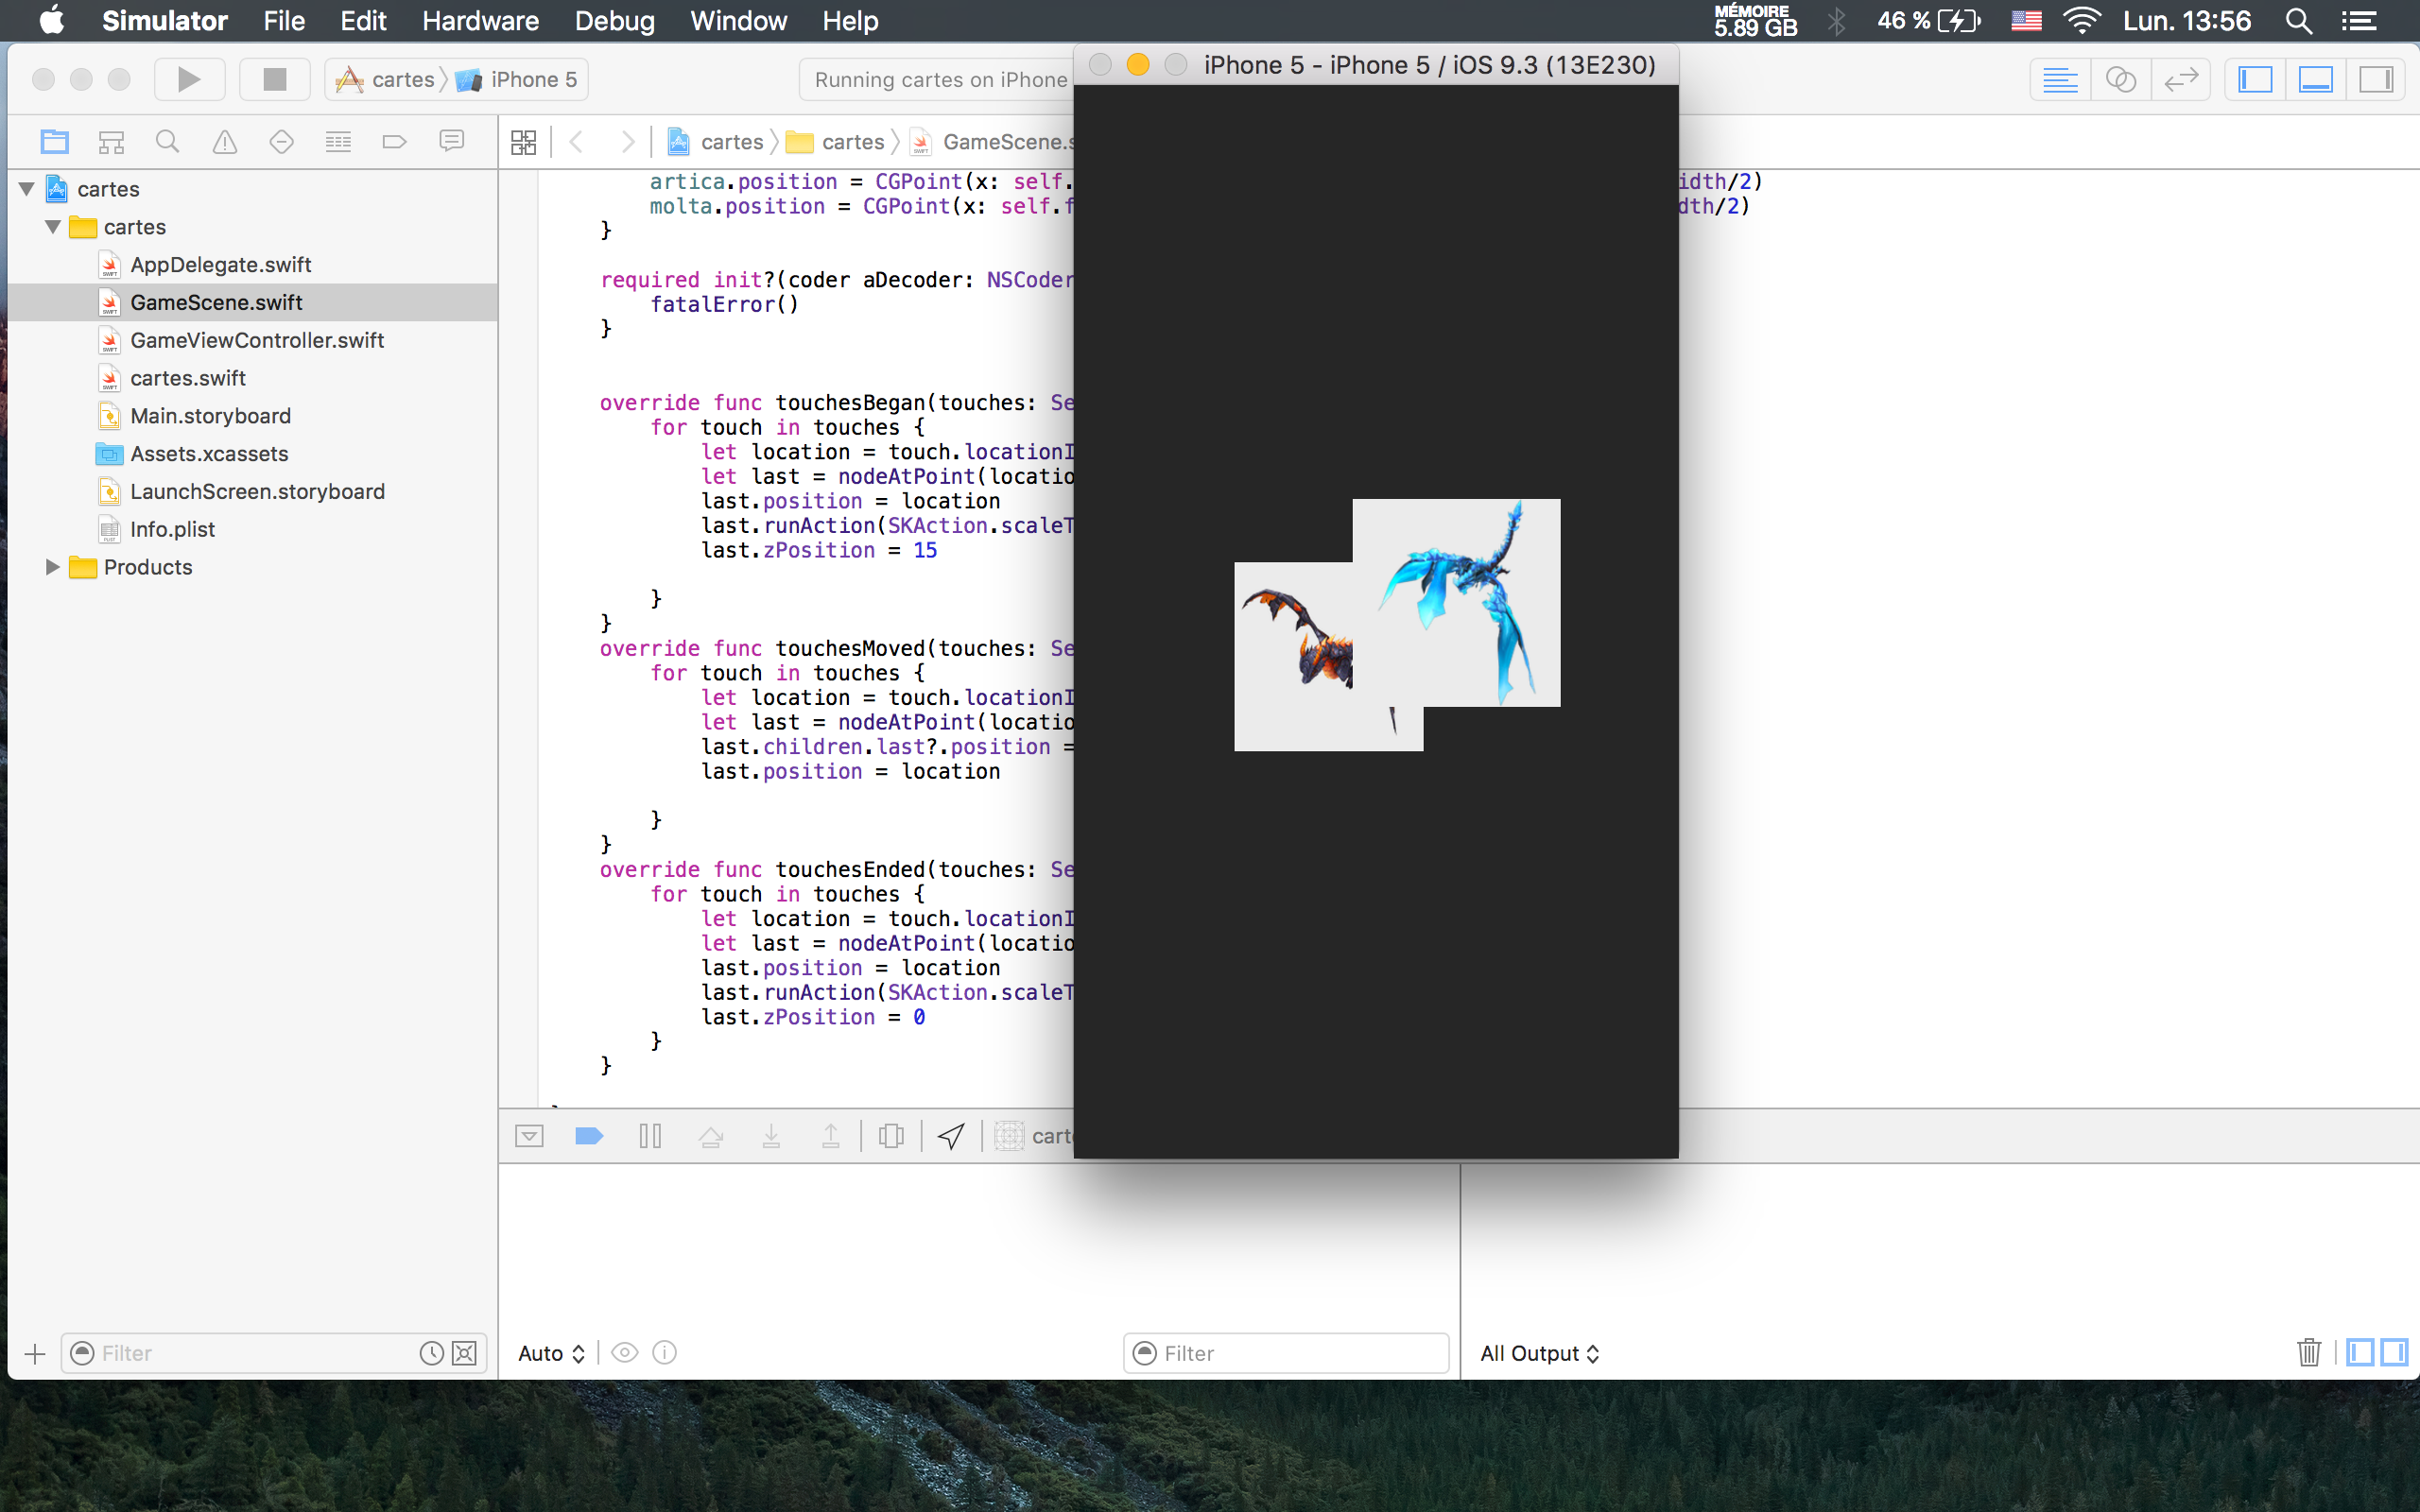 Simulator File Edit Hardware Debug Window Help MÉMOIRE 5.89 GB 46 % Lun. 13:56
cartes iPhone 5 Running cartes on iPhone
iPhone 5 - iPhone 5 / iOS 9.3 (13E230)
cartes cartes GameScene.s
cartes
cartes
AppDelegate.swift
GameScene.swift
GameViewController.swift
cartes.swift
Main.storyboard
Assets.xcassets
LaunchScreen.storyboard
Info.plist
Products
artica.position = CGPoint(x: self. idth/2)
molta.position = CGPoint(x: self.f dth/2)
}
required init?(coder aDecoder: NSCoder
fatalError()
}
override func touchesBegan(touches: Se
for touch in touches {
let location = touch.locationI
let last = nodeAtPoint(locatio
last.position = location
last.runAction(SKAction.scaleT
last.zPosition = 15
}
}
override func touchesMoved(touches: Se
for touch in touches {
let location = touch.locationI
let last = nodeAtPoint(locatio
last.children.last?.position =
last.position = location
}
}
override func touchesEnded(touches: Se
for touch in touches {
let location = touch.locationI
let last = nodeAtPoint(locatio
last.position = location
last.runAction(SKAction.scaleT
last.zPosition = 0
}
}
cart
Filter
Auto
Filter
All Output